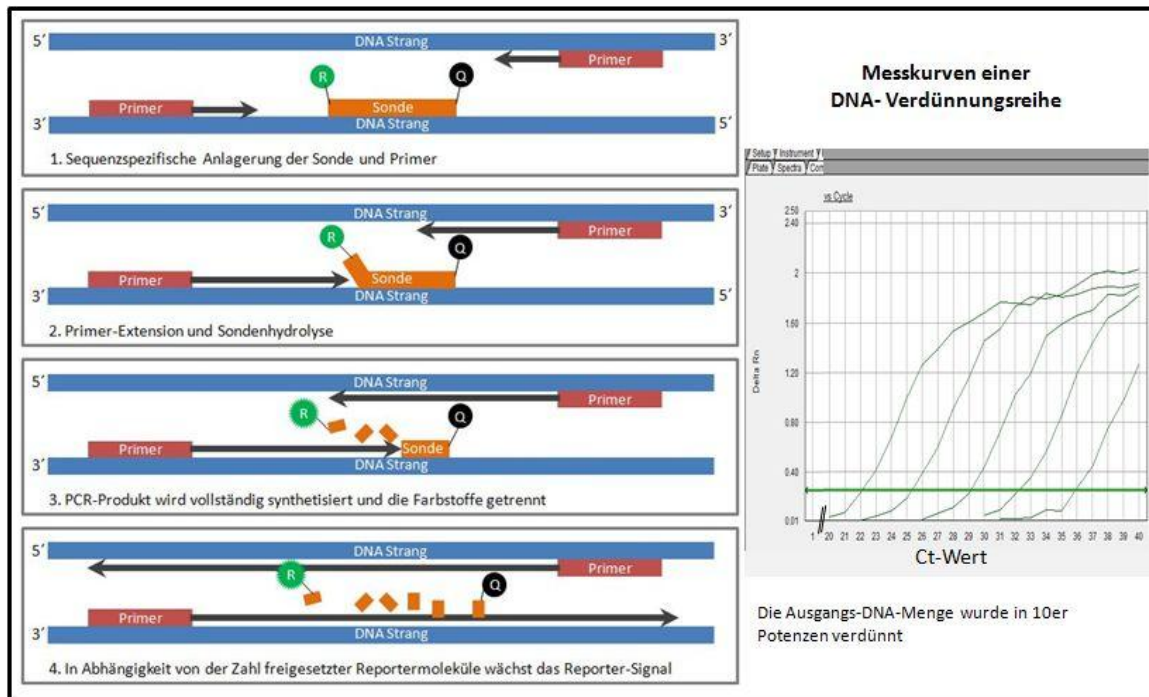 5´ DNA Strang 3´
Primer
R Q
Primer Sonde
3´ DNA Strang 5´
1. Sequenzspezifische Anlagerung der Sonde und Primer
5´ DNA Strang 3´
Primer
R Q
Primer Sonde
3´ DNA Strang 5´
2. Primer-Extension und Sondenhydrolyse
5´ DNA Strang
Primer
R Q
Primer Sonde
3´ DNA Strang
3. PCR-Produkt wird vollständig synthetisiert und die Farbstoffe getrennt
5´ DNA Strang
Primer
R Q
Primer
3´ DNA Strang
4. In Abhängigkeit von der Zahl freigesetzter Reportermoleküle wächst das Reporter-Signal
Messkurven einer
DNA- Verdünnungsreihe
Setup Instrument
Plate Spectra
vs Cycle
2.50
2.40
2
1.60
1.20
0.80
0.40
0.01
Delta Rn
1 20 21 22 23 24 25 26 27 28 29 30 31 32 33 34 35 36 37 38 39 40
Ct-Wert
Die Ausgangs-DNA-Menge wurde in 10er
Potenzen verdünnt